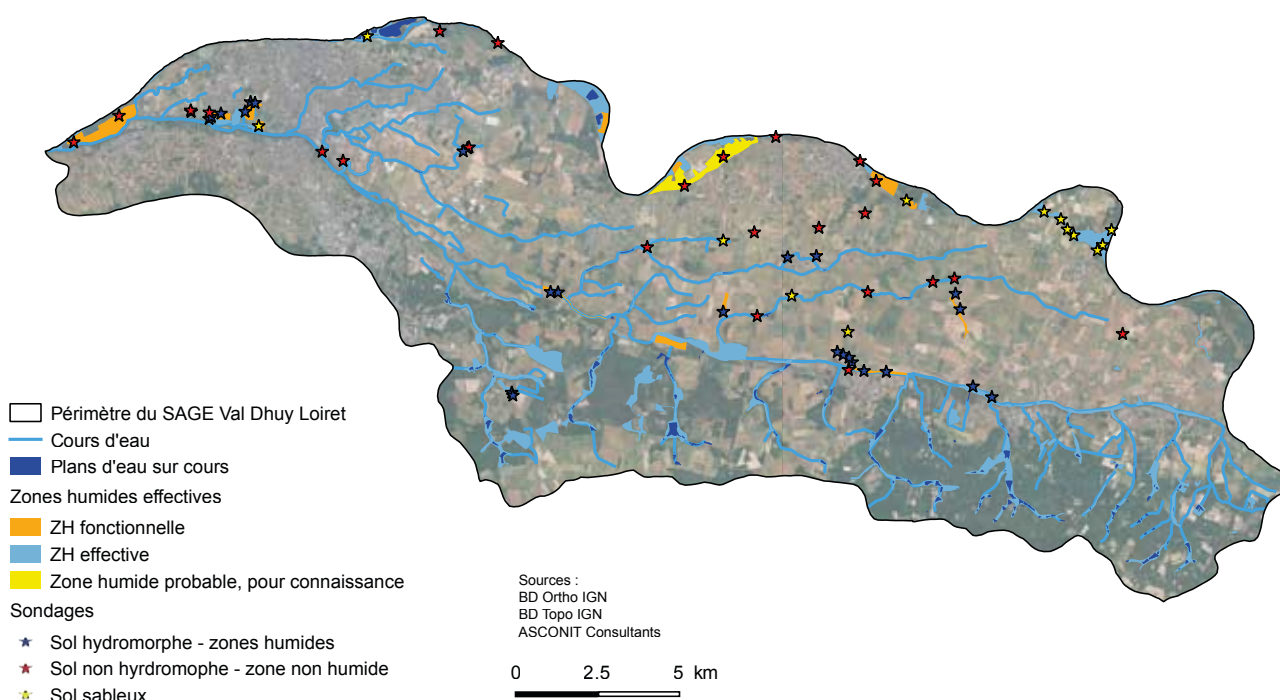 Périmètre du SAGE Val Dhuy Loiret
Cours d'eau
Plans d'eau sur cours
Zones humides effectives
ZH fonctionnelle
ZH effective
Zone humide probable, pour connaissance
Sondages
Sol hydromorphe - zones humides
Sol non hyrdromophe - zone non humide
Sol sableux
Sources :
BD Ortho IGN
BD Topo IGN
ASCONIT Consultants
0 2.5 5 km